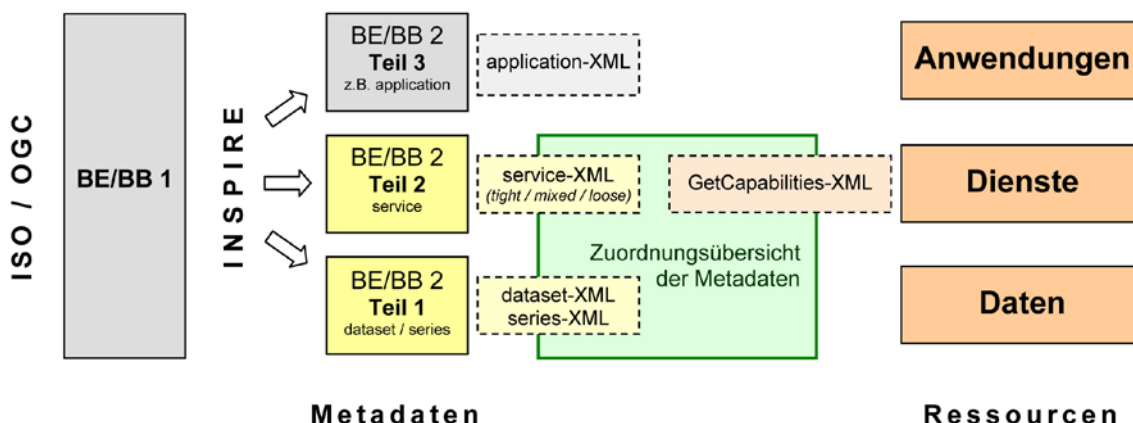 ISO / OGC
BE/BB 1
INSPIRE
BE/BB 2
Teil 3
z.B. application
application-XML
Anwendungen
BE/BB 2
Teil 2
service
service-XML
(tight / mixed / loose)
GetCapabilities-XML
Dienste
Zuordnungsübersicht
der Metadaten
BE/BB 2
Teil 1
dataset / series
dataset-XML
series-XML
Daten
Metadaten
Ressourcen